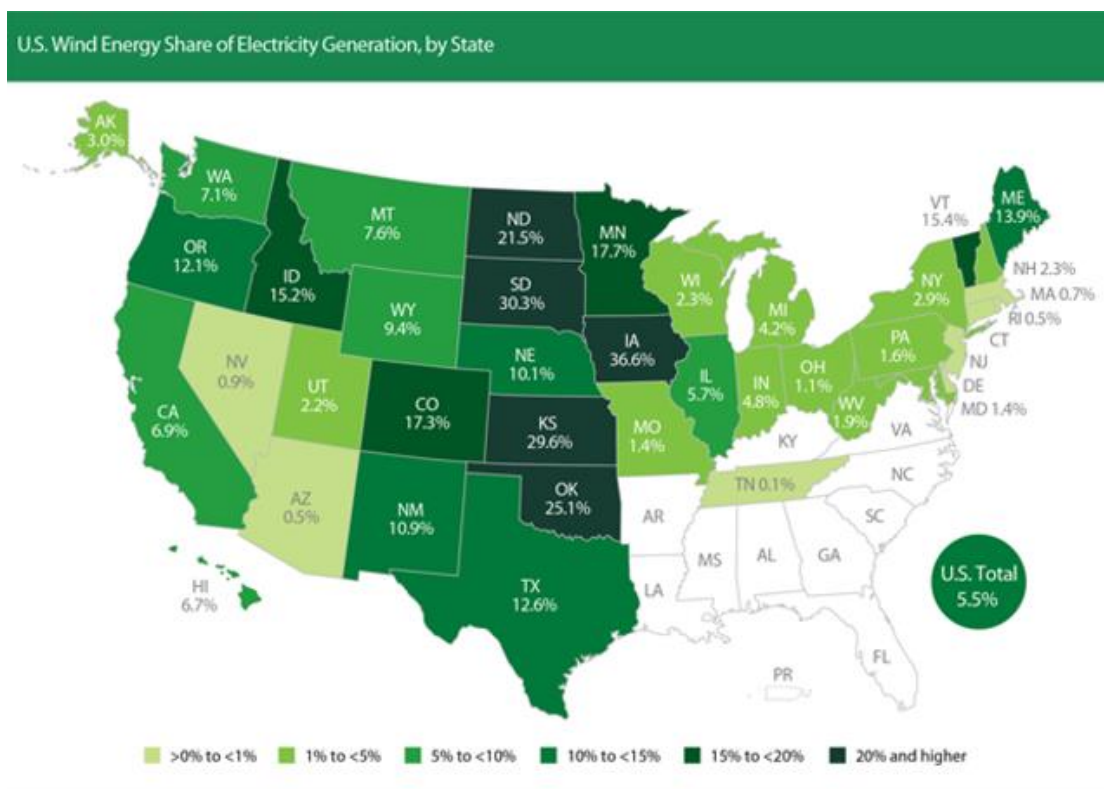 U.S. Wind Energy Share of Electricity Generation, by State
AK
3.0%
WA
7.1%
MT
7.6%
ND
21.5%
MN
17.7%
VT
15.4%
ME
13.9%
OR
12.1%
ID
15.2%
SD
30.3%
WI
2.3%
MI
4.2%
NY
2.9%
NH 2.3%
MA 0.7%
RI 0.5%
CT
WY
9.4%
NE
10.1%
IA
36.6%
PA
1.6%
NJ
DE
MD 1.4%
NV
0.9%
UT
2.2%
CO
17.3%
IL
5.7%
IN
4.8%
OH
1.1%
WV
1.9%
VA
CA
6.9%
KS
29.6%
MO
1.4%
KY
NC
TN 0.1%
AZ
0.5%
NM
10.9%
OK
25.1%
AR
SC
MS
AL
GA
HI
6.7%
TX
12.6%
LA
U.S. Total
5.5%
FL
PR
>0% to <1%
1% to <5%
5% to <10%
10% to <15%
15% to <20%
20% and higher